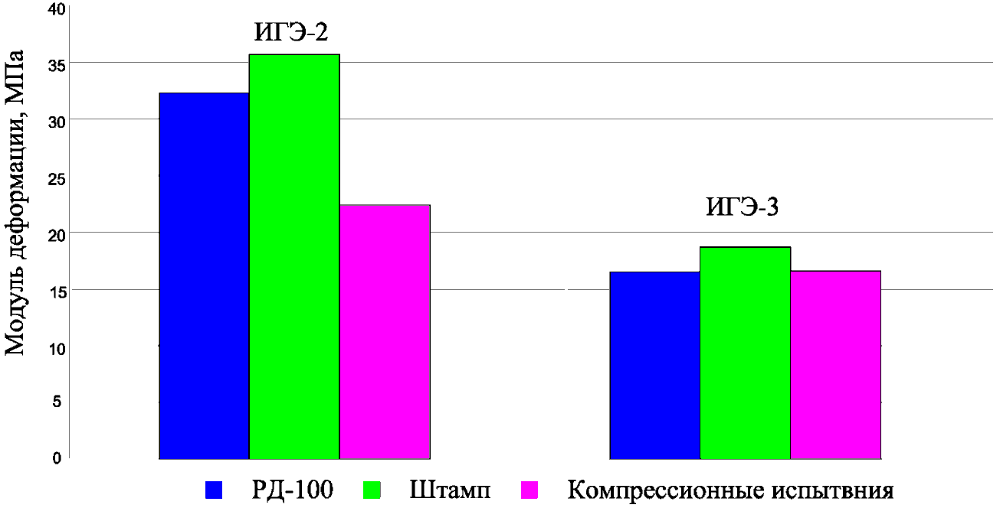 Модуль деформации, МПа
40
35
30
25
20
15
10
5
0
ИГЭ-2
ИГЭ-3
РД-100
Штамп
Компрессионные испытвния